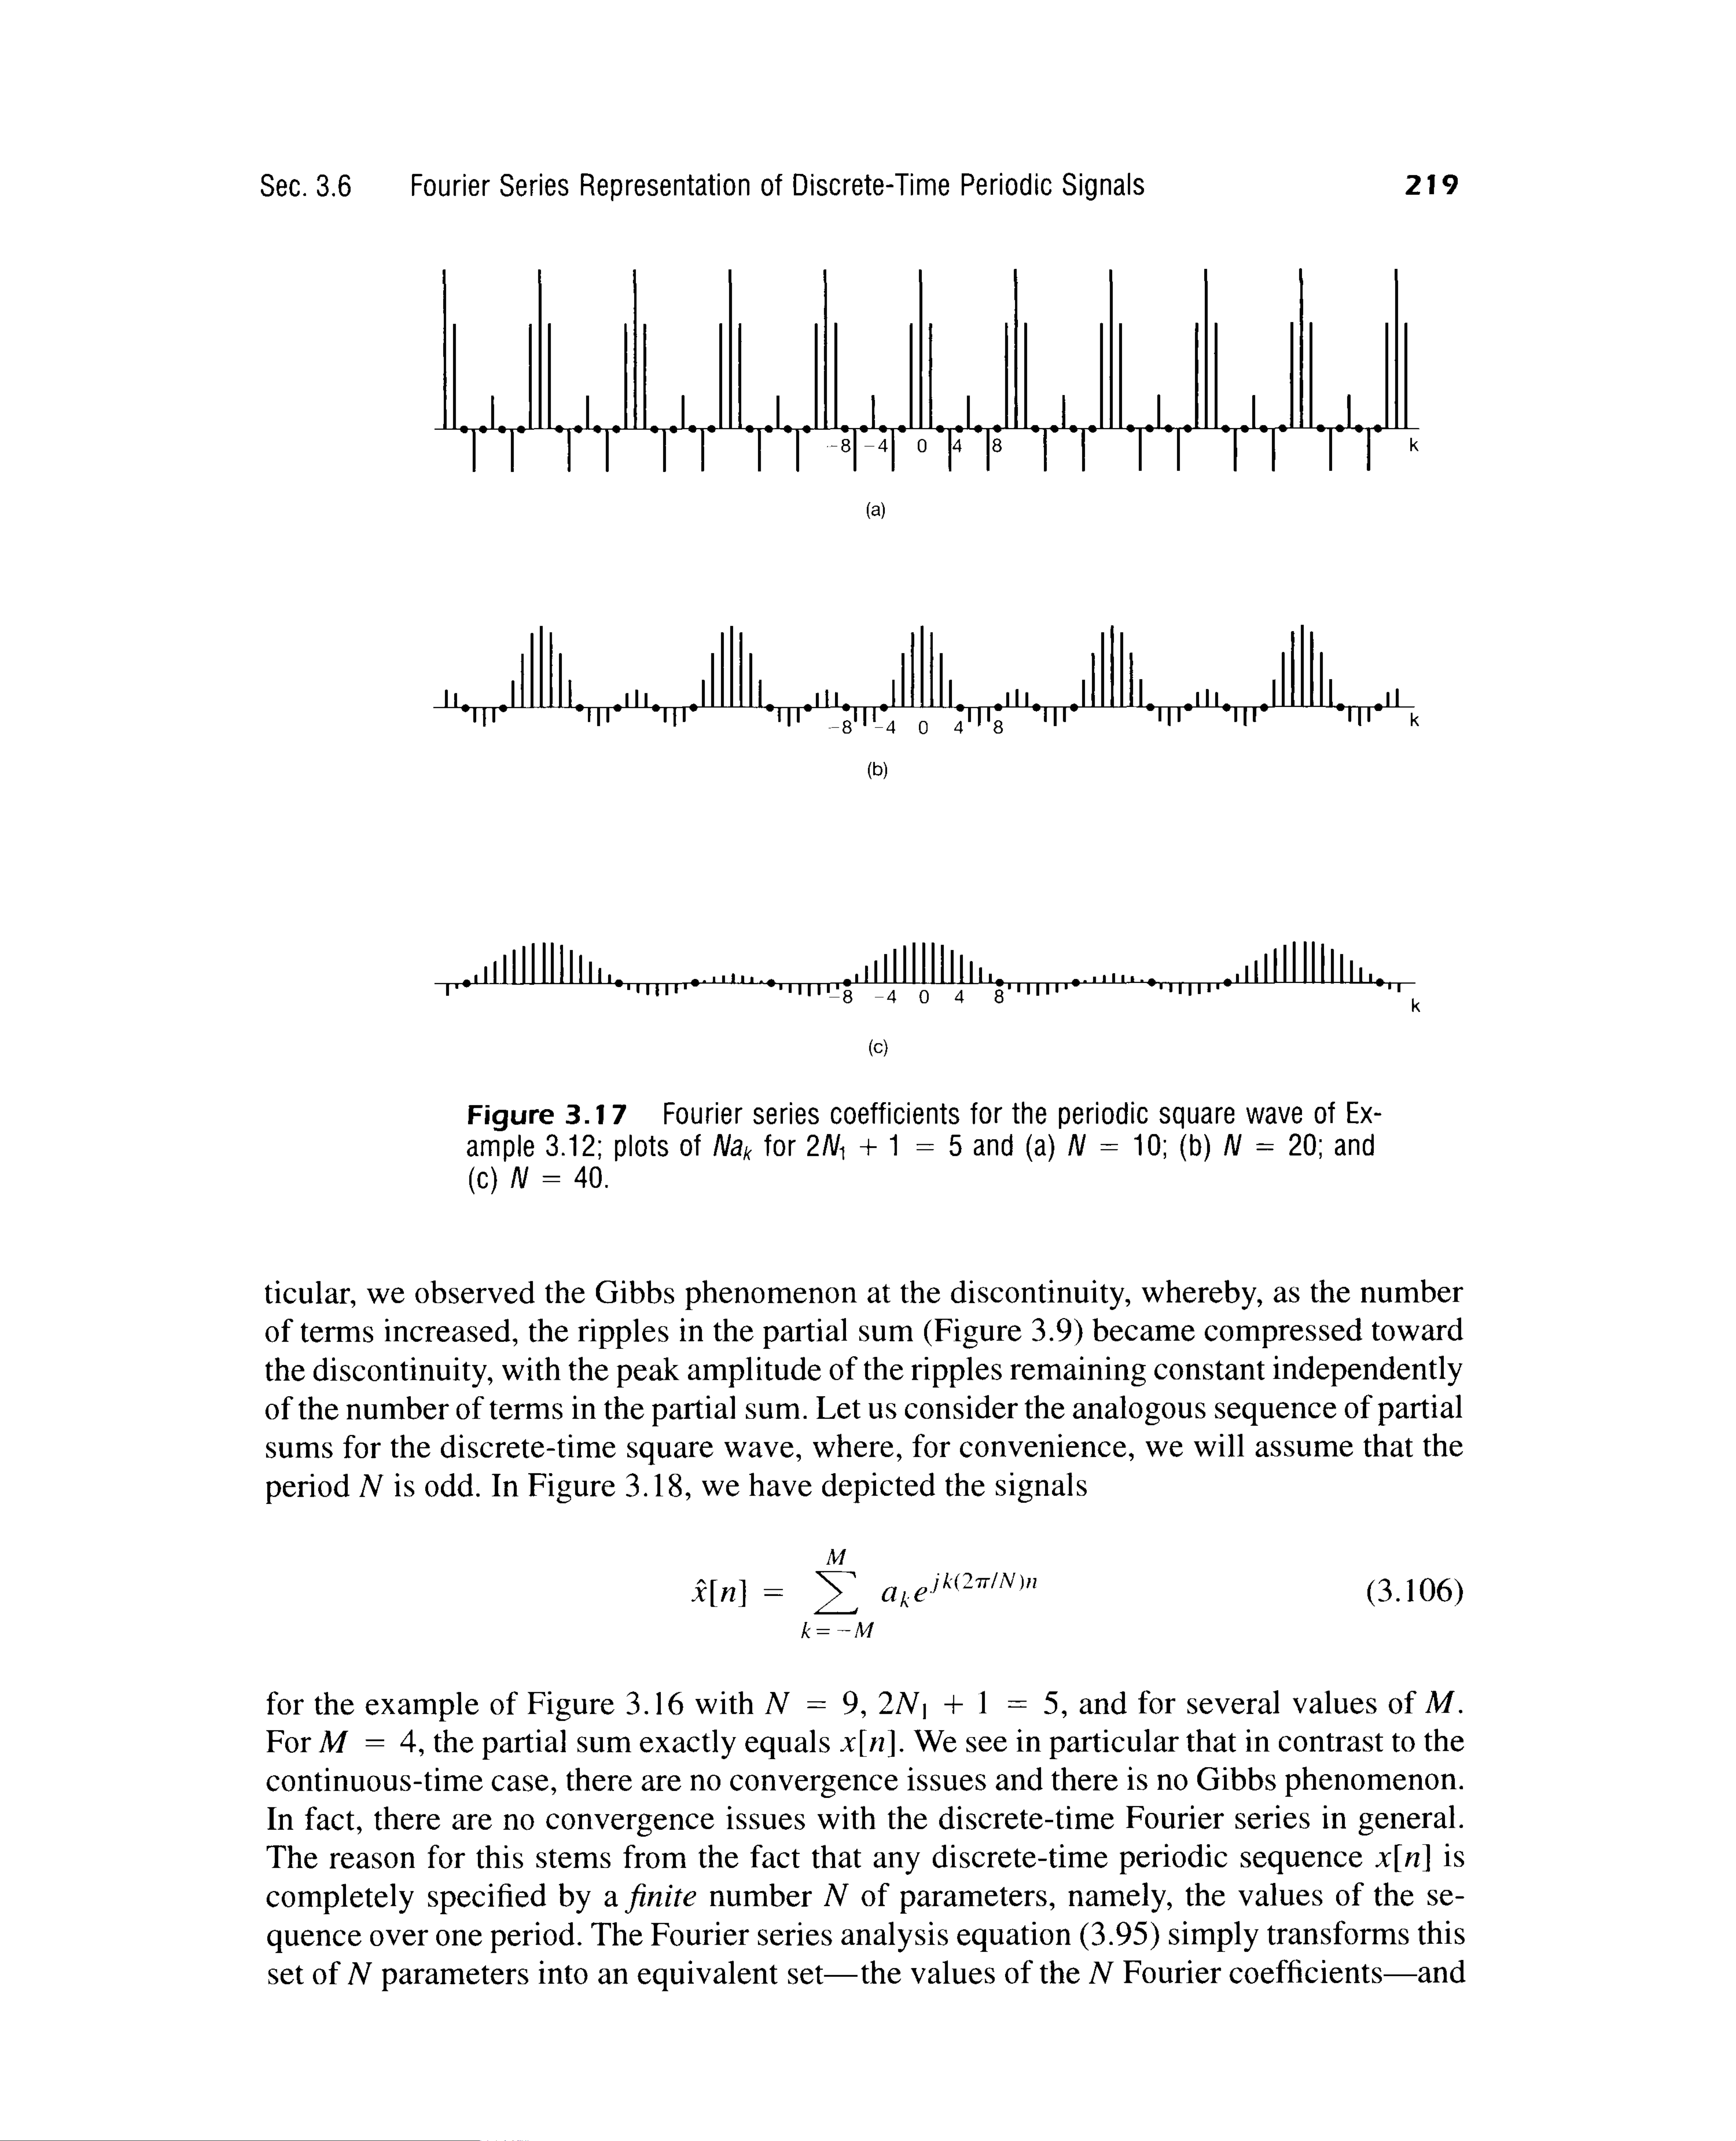 Sec. 3.6 Fourier Series Representation of Discrete-Time Periodic Signals 219
-8 -4 0 4 8 k
(a)
-8 -4 0 4 8 k
(b)
-8 -4 0 4 8 k
(c)
Figure 3.17 Fourier series coefficients for the periodic square wave of Ex-
ample 3.12; plots of Naₖ for 2N₁ + 1 = 5 and (a) N = 10; (b) N = 20; and
(c) N = 40.
ticular, we observed the Gibbs phenomenon at the discontinuity, whereby, as the number
of terms increased, the ripples in the partial sum (Figure 3.9) became compressed toward
the discontinuity, with the peak amplitude of the ripples remaining constant independently
of the number of terms in the partial sum. Let us consider the analogous sequence of partial
sums for the discrete-time square wave, where, for convenience, we will assume that the
period N is odd. In Figure 3.18, we have depicted the signals
M
x̂[n] = ∑ aₖe^{jk(2π/N)n} (3.106)
k = −M
for the example of Figure 3.16 with N = 9, 2N₁ + 1 = 5, and for several values of M.
For M = 4, the partial sum exactly equals x[n]. We see in particular that in contrast to the
continuous-time case, there are no convergence issues and there is no Gibbs phenomenon.
In fact, there are no convergence issues with the discrete-time Fourier series in general.
The reason for this stems from the fact that any discrete-time periodic sequence x[n] is
completely specified by a finite number N of parameters, namely, the values of the se-
quence over one period. The Fourier series analysis equation (3.95) simply transforms this
set of N parameters into an equivalent set—the values of the N Fourier coefficients—and